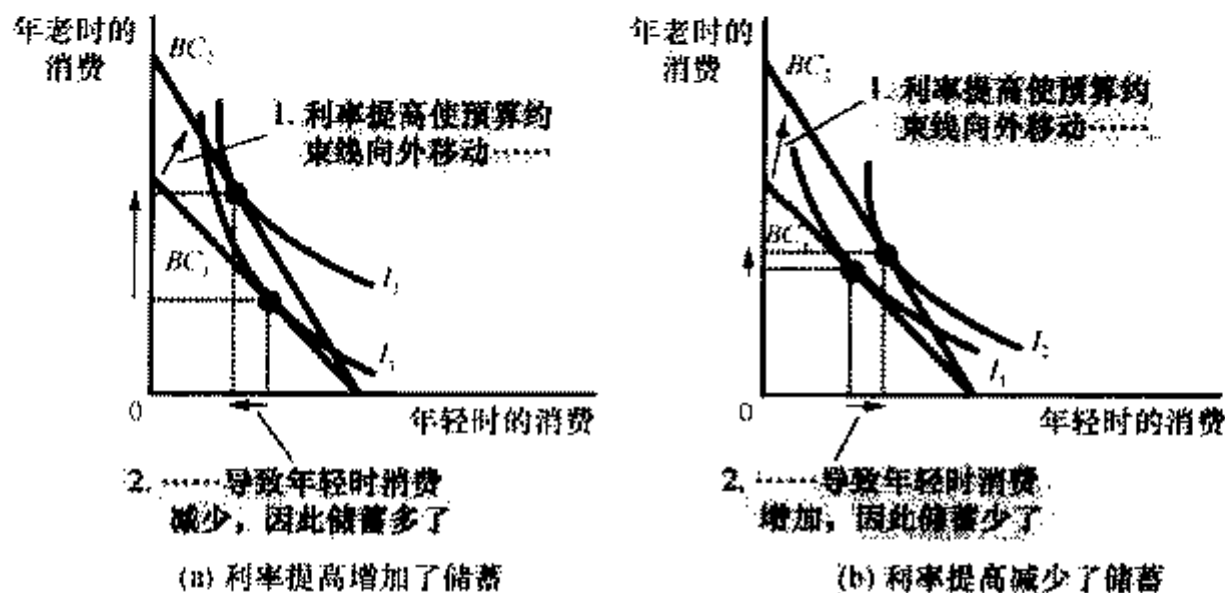 年老时的
消费
BC₂
1. 利率提高使预算约
束线向外移动……
BC₁
I₂
I₁
0
年轻时的消费
2. ……导致年轻时消费
减少，因此储蓄多了
(a) 利率提高增加了储蓄
年老时的
消费
BC₂
1. 利率提高使预算约
束线向外移动……
BC₁
I₂
I₁
0
年轻时的消费
2. ……导致年轻时消费
增加，因此储蓄少了
(b) 利率提高减少了储蓄